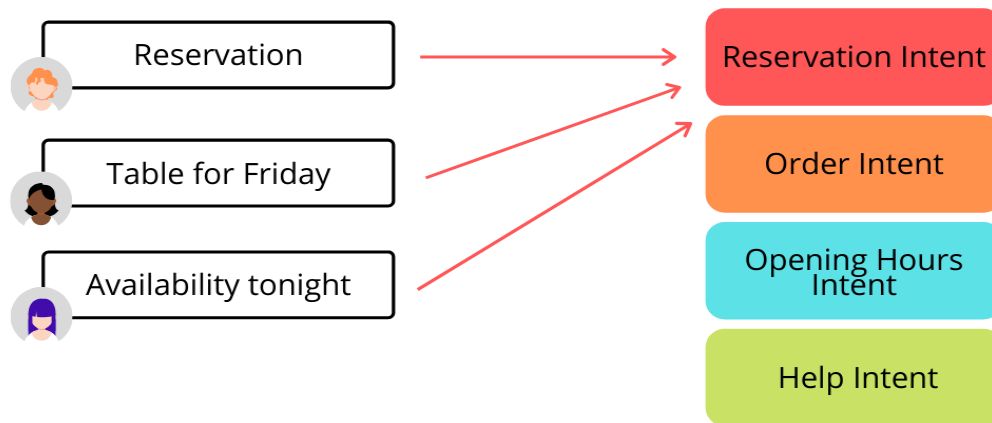 Reservation
Table for Friday
Availability tonight
Reservation Intent
Order Intent
Opening Hours
Intent
Help Intent